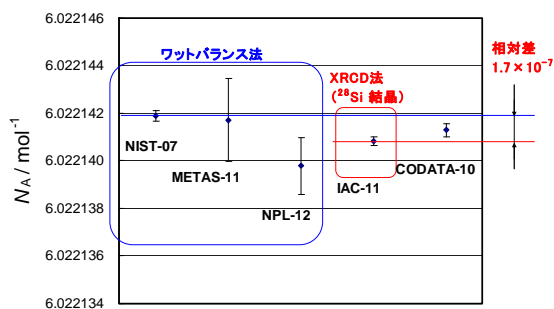 6.022146
6.022144
6.022142
6.022140
6.022138
6.022136
6.022134
N_A / mol⁻¹
ワットバランス法
NIST-07
METAS-11
NPL-12
XRCD法
(²⁸Si 結晶)
IAC-11
CODATA-10
相対差
1.7×10⁻⁷